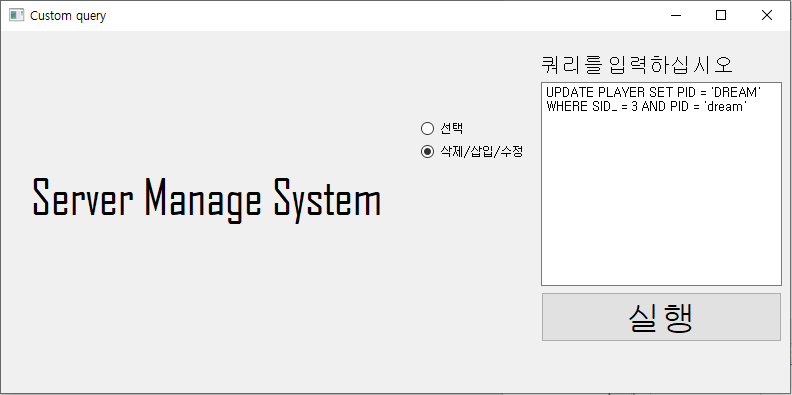 Custom query
쿼리를 입력하십시오
UPDATE PLAYER SET PID = 'DREAM'
WHERE SID_ = 3 AND PID = 'dream'
선택
삭제/삽입/수정
Server Manage System
실행